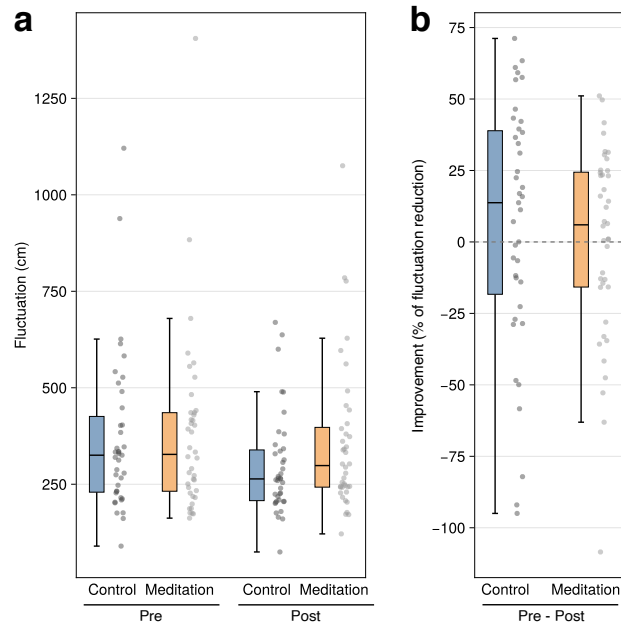 a
Fluctuation (cm)
1250
1000
750
500
250
Control
Meditation
Control
Meditation
Pre
Post
b
Improvement (% of fluctuation reduction)
75
50
25
0
−25
−50
−75
−100
Control
Meditation
Pre - Post